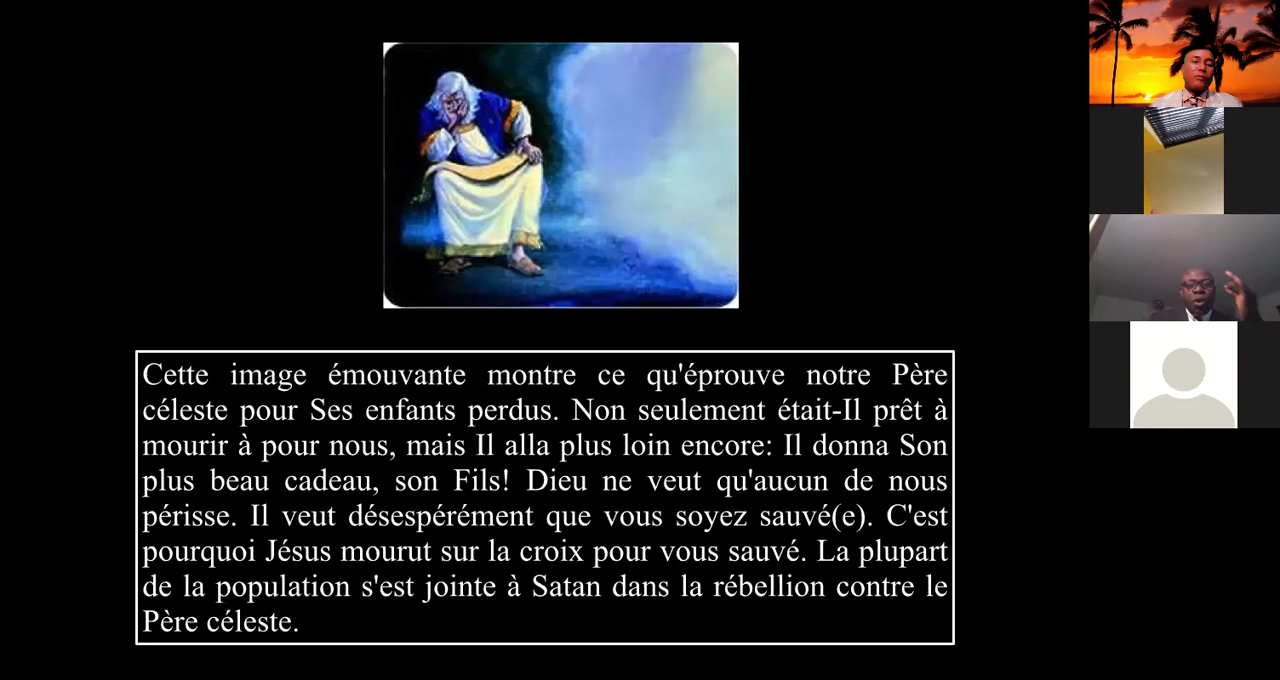 Cette image émouvante montre ce qu'éprouve notre Père
céleste pour Ses enfants perdus. Non seulement était-Il prêt à
mourir à pour nous, mais Il alla plus loin encore: Il donna Son
plus beau cadeau, son Fils! Dieu ne veut qu'aucun de nous
périsse. Il veut désespérément que vous soyez sauvé(e). C'est
pourquoi Jésus mourut sur la croix pour vous sauvé. La plupart
de la population s'est jointe à Satan dans la rébellion contre le
Père céleste.